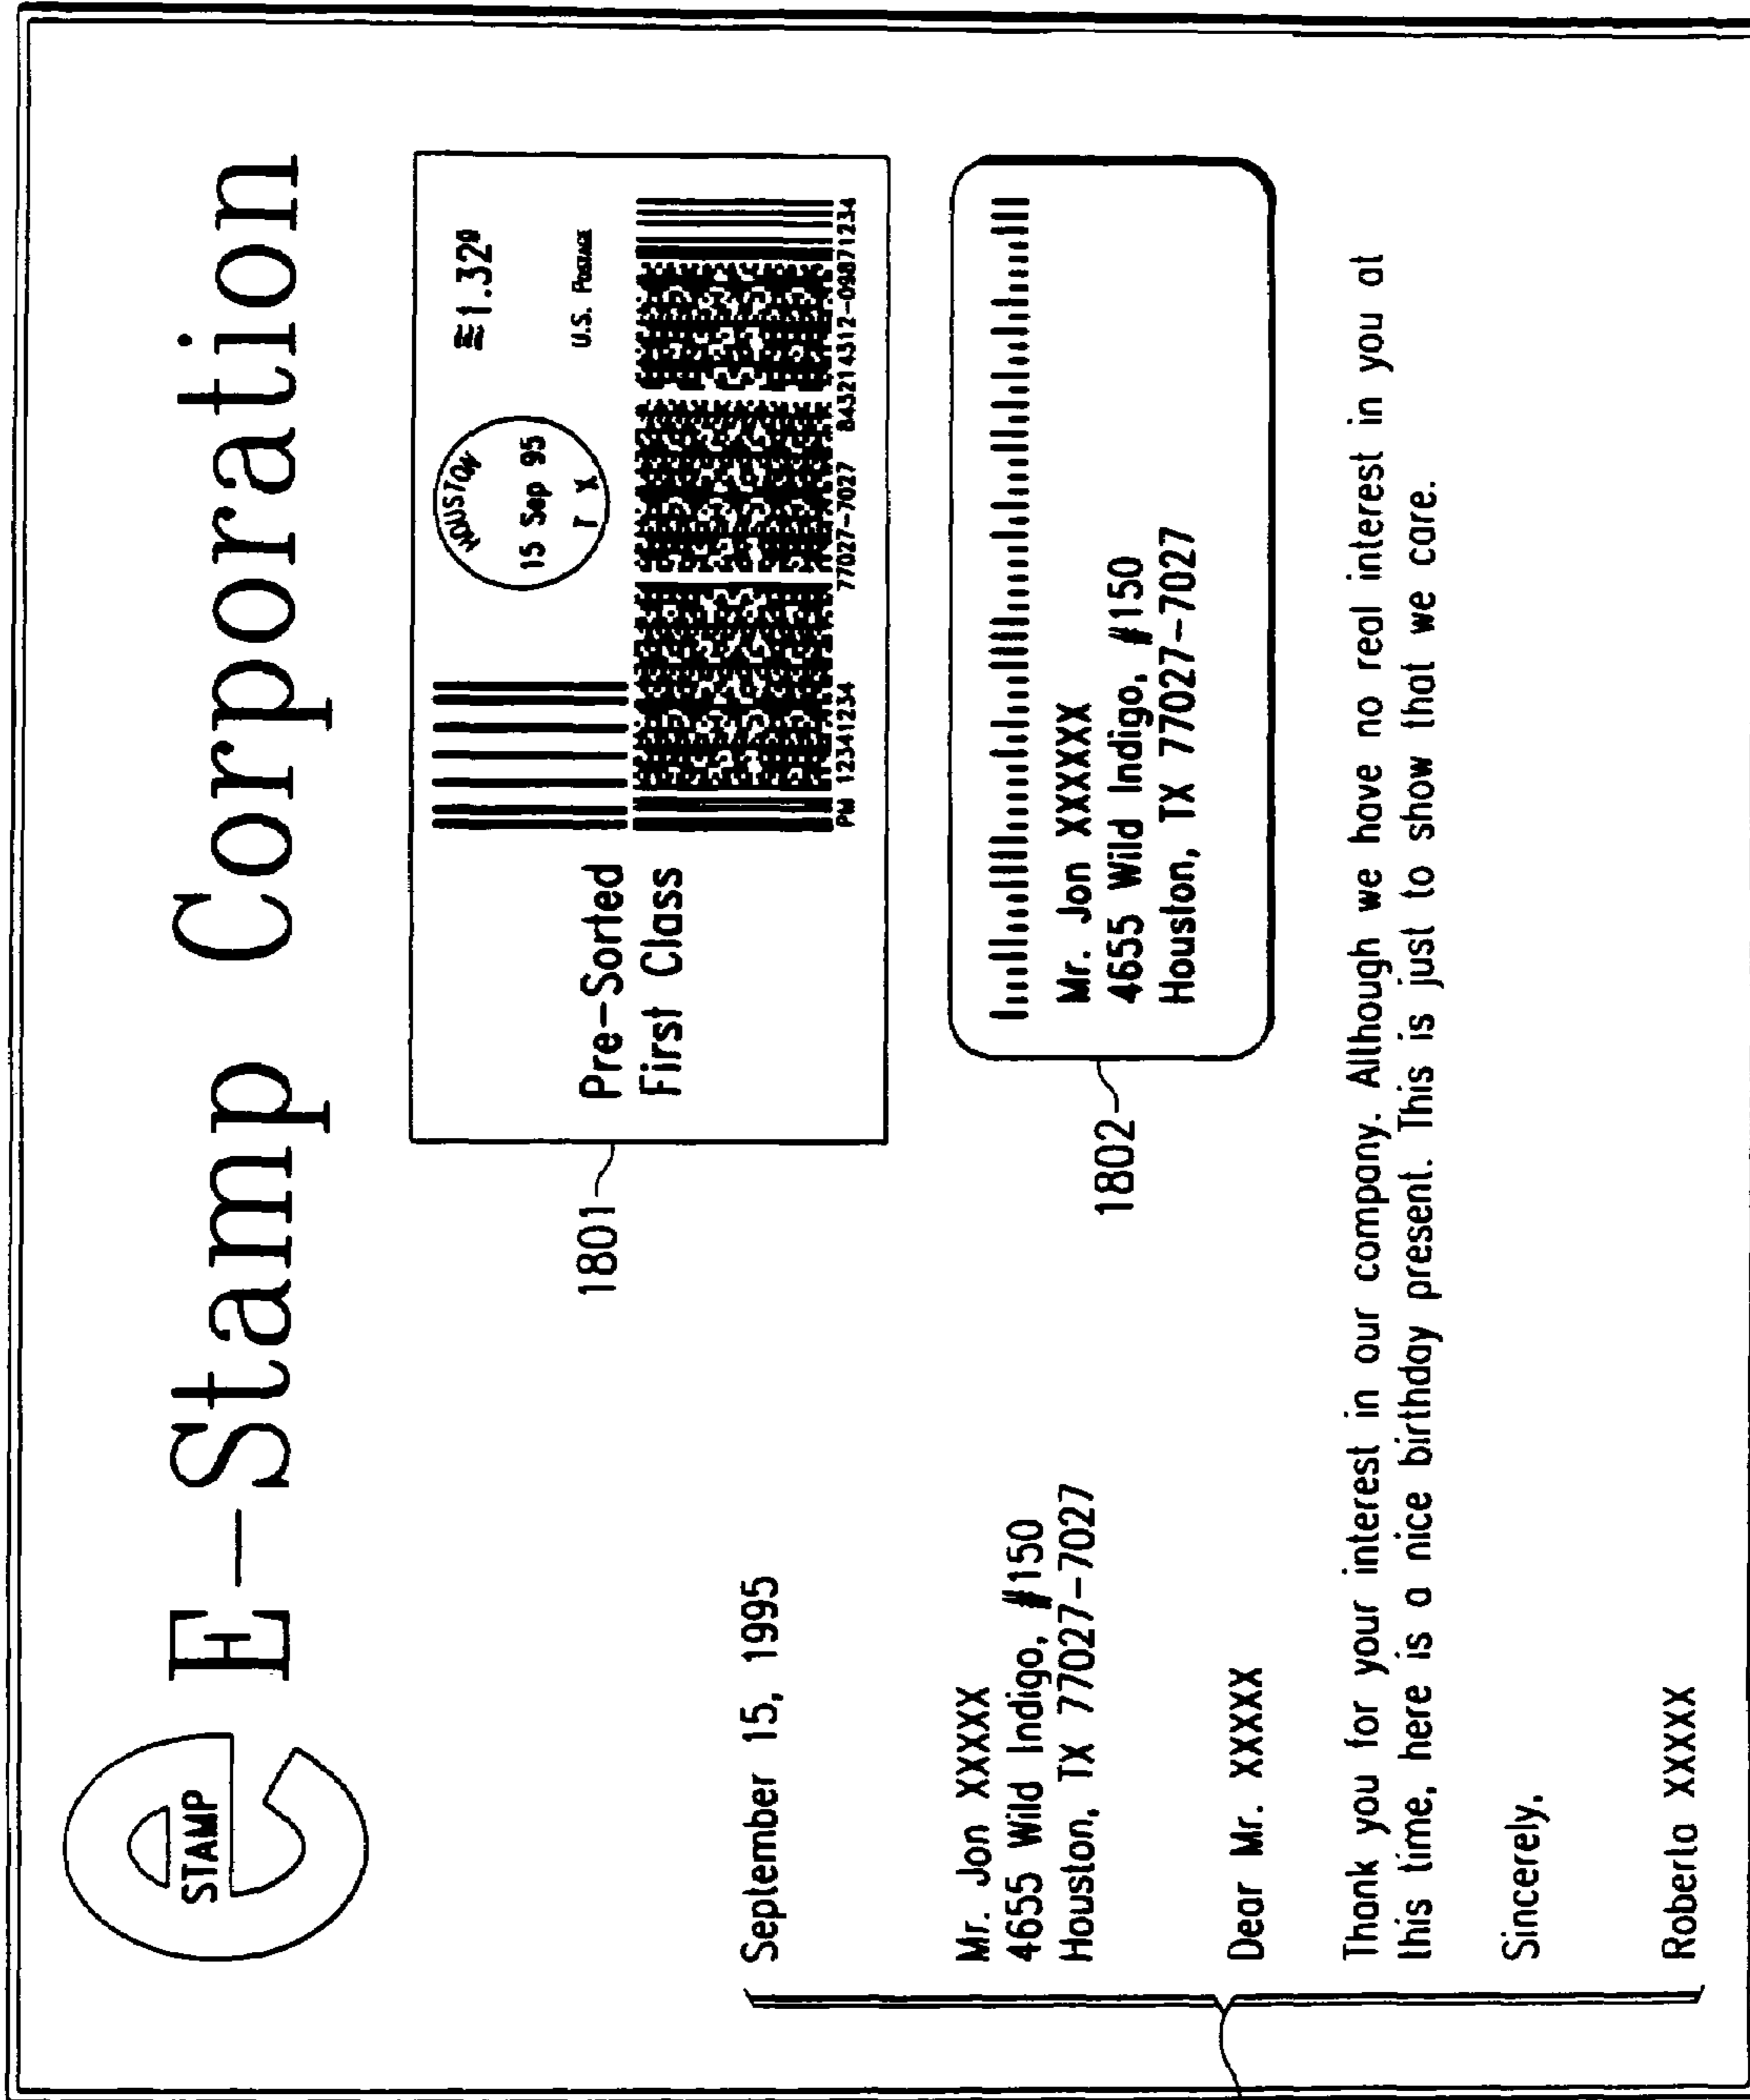 STAMP
E-Stamp Corporation
1801
Pre-Sorted
First Class
HOUSTON
15 Sep 95
T X
1.32⁰
U.S. POSTAGE
PM 12341234 77027-7027 843214312-09871234
September 15, 1995
1802
Mr. Jon XXXXXX
4655 Wild Indigo, #150
Houston, TX 77027-7027
Mr. Jon XXXXX
4655 Wild Indigo, #150
Houston, TX 77027-7027
Dear Mr. XXXXX
Thank you for your interest in our company. Although we have no real interest in you at
this time, here is a nice birthday present. This is just to show that we care.
Sincerely,
Roberta XXXXX